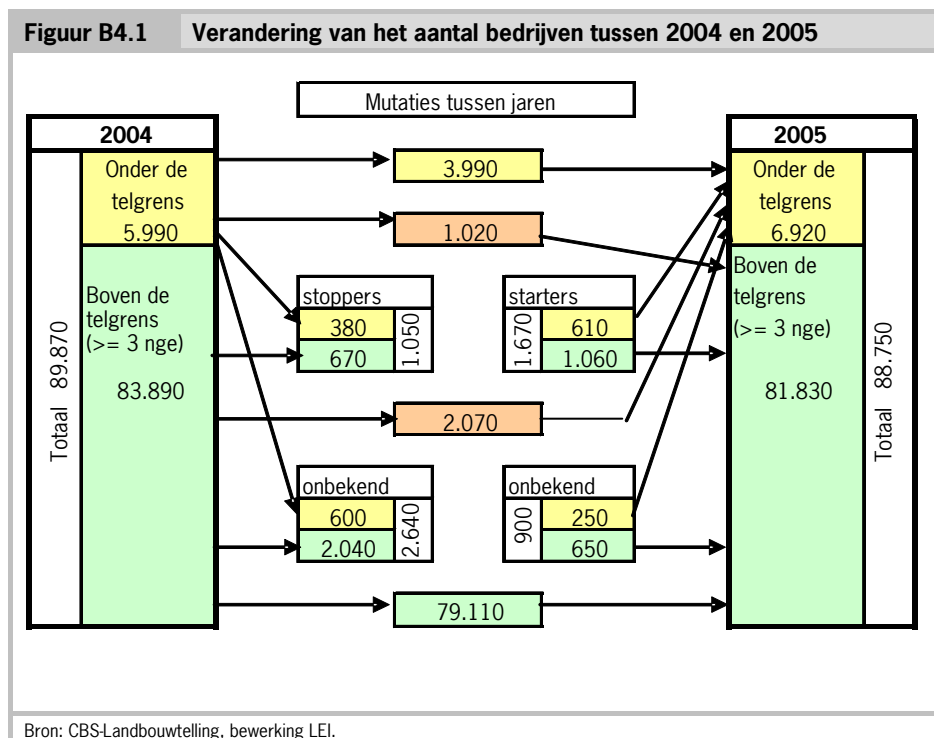 Figuur B4.1 Verandering van het aantal bedrijven tussen 2004 en 2005
Mutaties tussen jaren
2004
Totaal 89.870
Onder de
telgrens
5.990
Boven de
telgrens
(>= 3 nge)
83.890
3.990
1.020
stoppers
380
670
1.050
starters
1.670
610
1.060
2.070
onbekend
600
2.040
2.640
onbekend
900
250
650
79.110
2005
Onder de
telgrens
6.920
Boven de
telgrens
(>= 3 nge)
81.830
Totaal 88.750
Bron: CBS-Landbouwtelling, bewerking LEI.